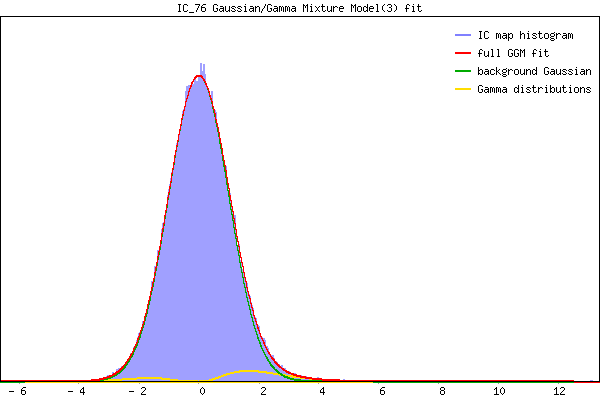 IC_76 Gaussian/Gamma Mixture Model(3) fit
IC map histogram
full GGM fit
background Gaussian
Gamma distributions
-6 -4 -2 0 2 4 6 8 10 12